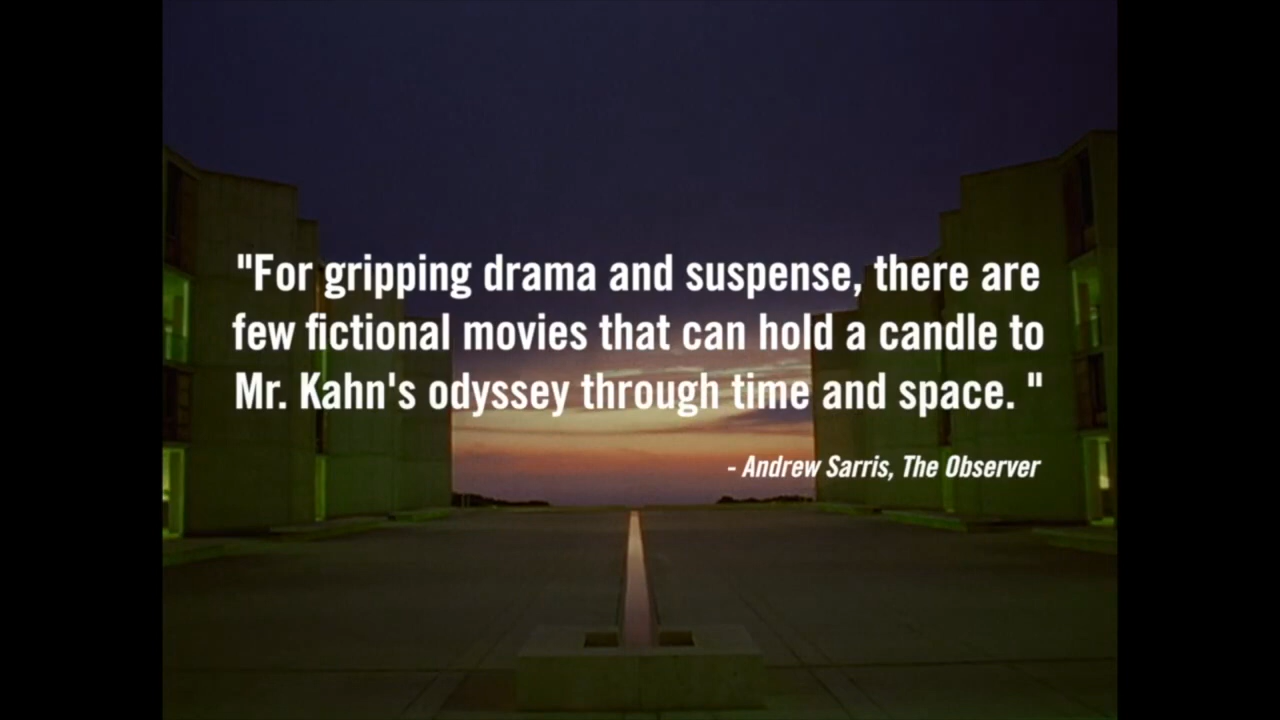 "For gripping drama and suspense, there are
few fictional movies that can hold a candle to
Mr. Kahn's odyssey through time and space. "
- Andrew Sarris, The Observer